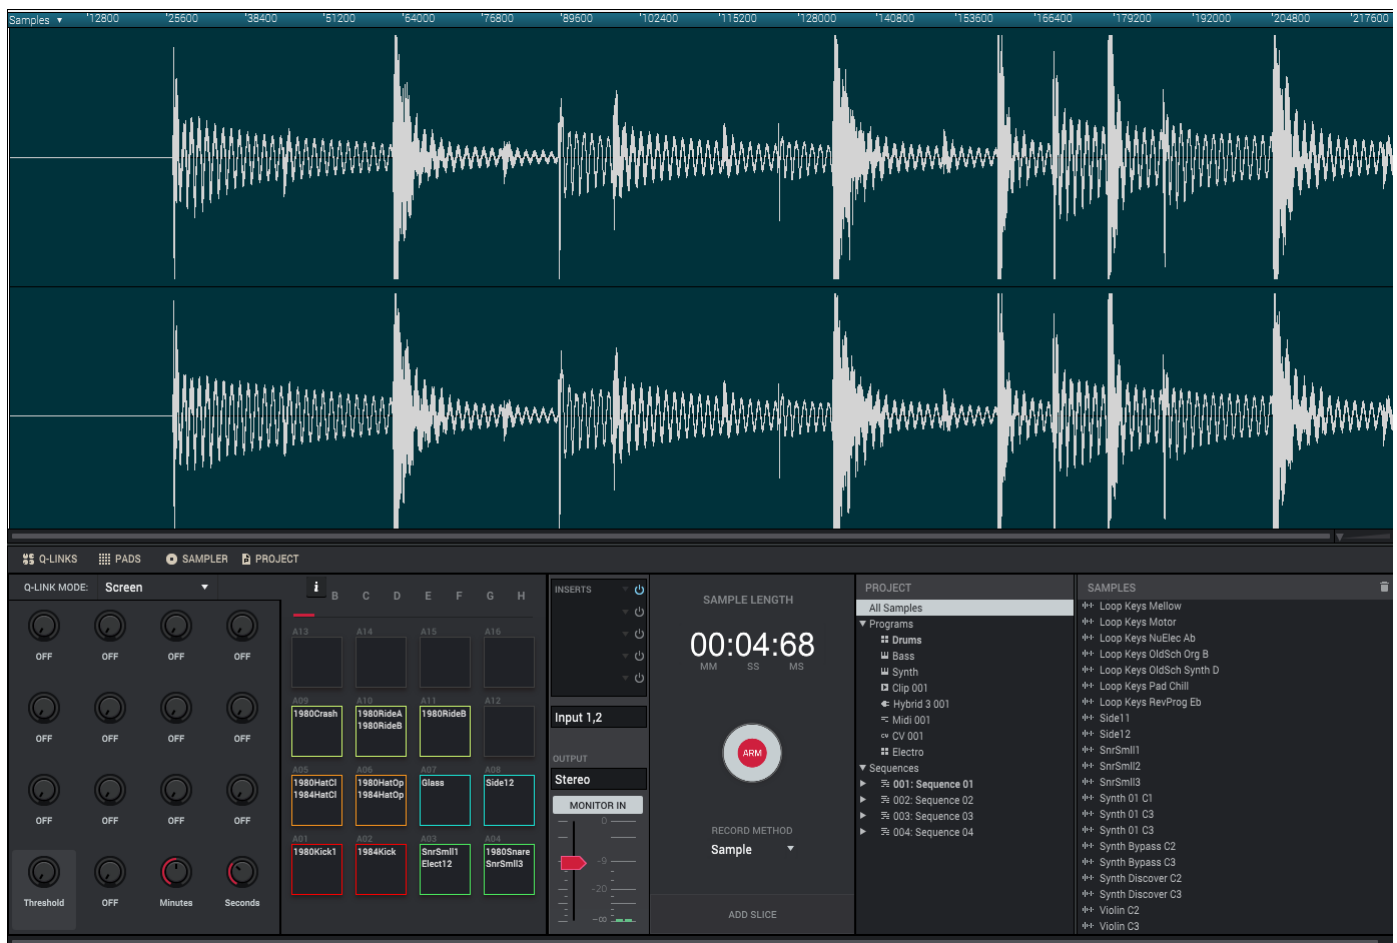 Samples ▼ '12800 '25600 '38400 '51200 '64000 '76800 '89600 '102400 '115200 '128000 '140800 '153600 '166400 '179200 '192000 '204800 '217600
Q-LINKS PADS SAMPLER PROJECT
Q-LINK MODE: Screen
OFF OFF OFF OFF
OFF OFF OFF OFF
OFF OFF OFF OFF
Threshold OFF Minutes Seconds
i B C D E F G H
A13 A14 A15 A16
A09 A10 A11 A12
1980Crash 1980RideA 1980RideB
1980RideB
A05 A06 A07 A08
1980HatCl 1980HatOp Glass Side12
1984HatCl 1984HatOp
A01 A02 A03 A04
1980Kick1 1984Kick SnrSmll1 1980Snare
Elect12 SnrSmll3
INSERTS
Input 1,2
OUTPUT
Stereo
MONITOR IN
0
-9
-20
-∞
SAMPLE LENGTH
00:04:68
MM SS MS
ARM
RECORD METHOD
Sample
ADD SLICE
PROJECT
All Samples
Programs
Drums
Bass
Synth
Clip 001
Hybrid 3 001
Midi 001
CV CV 001
Electro
Sequences
001: Sequence 01
002: Sequence 02
003: Sequence 03
004: Sequence 04
SAMPLES
Loop Keys Mellow
Loop Keys Motor
Loop Keys NuElec Ab
Loop Keys OldSch Org B
Loop Keys OldSch Synth D
Loop Keys Pad Chill
Loop Keys RevProg Eb
Side11
Side12
SnrSmll1
SnrSmll2
SnrSmll3
Synth 01 C1
Synth 01 C3
Synth 01 C3
Synth Bypass C2
Synth Bypass C3
Synth Discover C2
Synth Discover C3
Violin C2
Violin C3